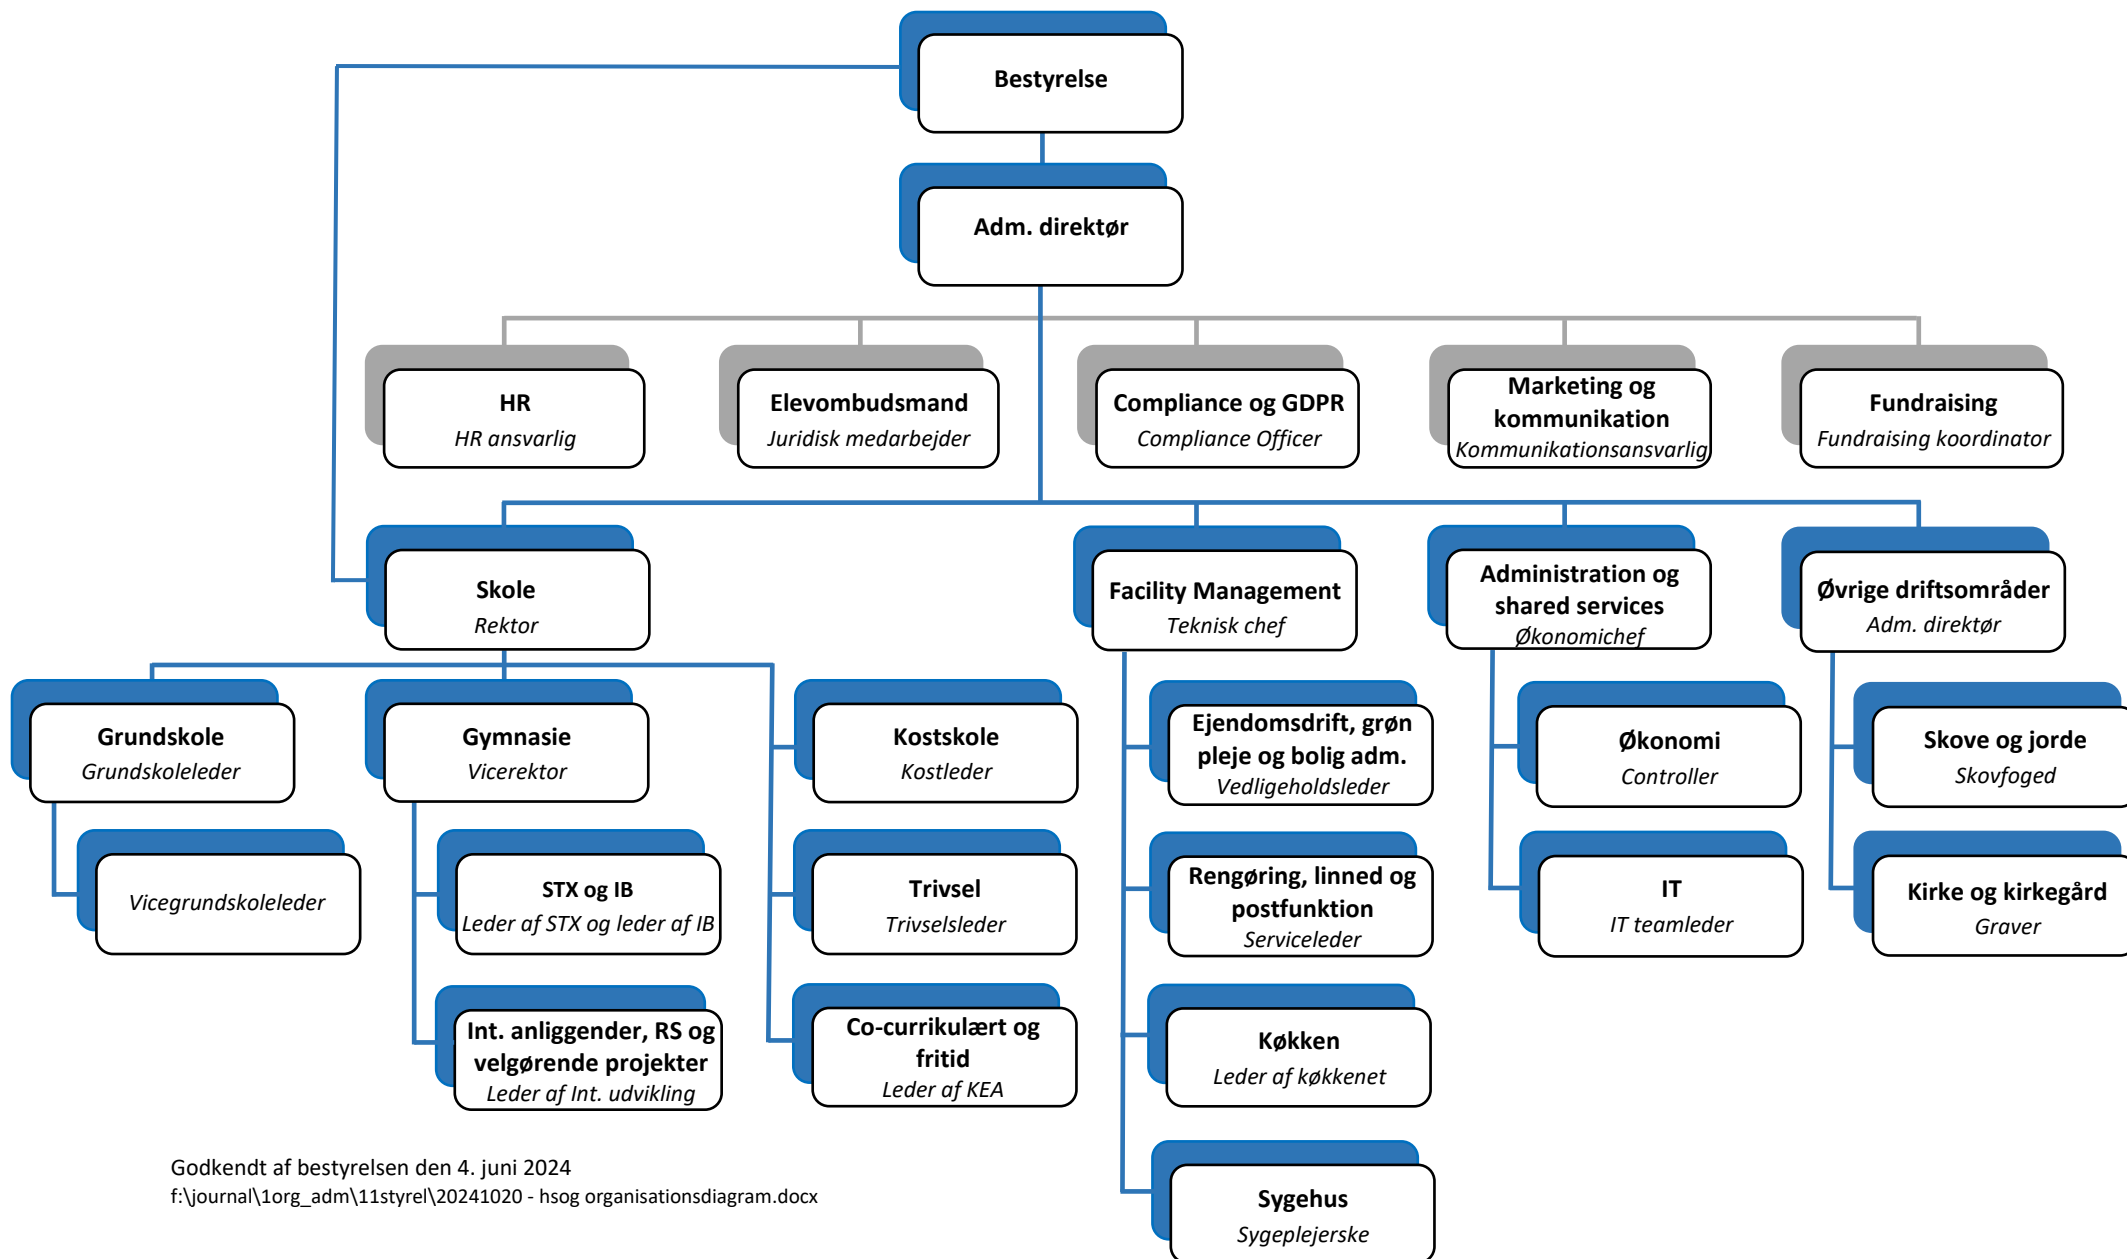 Bestyrelse
Adm. direktør
HR
HR ansvarlig
Elevombudsmand
Juridisk medarbejder
Compliance og GDPR
Compliance Officer
Marketing og
kommunikation
Kommunikationsansvarlig
Fundraising
Fundraising koordinator
Skole
Rektor
Facility Management
Teknisk chef
Administration og
shared services
Økonomichef
Øvrige driftsområder
Adm. direktør
Grundskole
Grundskoleleder
Gymnasie
Vicerektor
Kostskole
Kostleder
Ejendomsdrift, grøn
pleje og bolig adm.
Vedligeholdsleder
Økonomi
Controller
Skove og jorde
Skovfoged
Vicegrundskoleleder
STX og IB
Leder af STX og leder af IB
Trivsel
Trivselsleder
Rengøring, linned og
postfunktion
Serviceleder
IT
IT teamleder
Kirke og kirkegård
Graver
Int. anliggender, RS og
velgørende projekter
Leder af Int. udvikling
Co-currikulært og
fritid
Leder af KEA
Køkken
Leder af køkkenet
Sygehus
Sygeplejerske
Godkendt af bestyrelsen den 4. juni 2024
f:\journal\1org_adm\11styrel\20241020 - hsog organisationsdiagram.docx